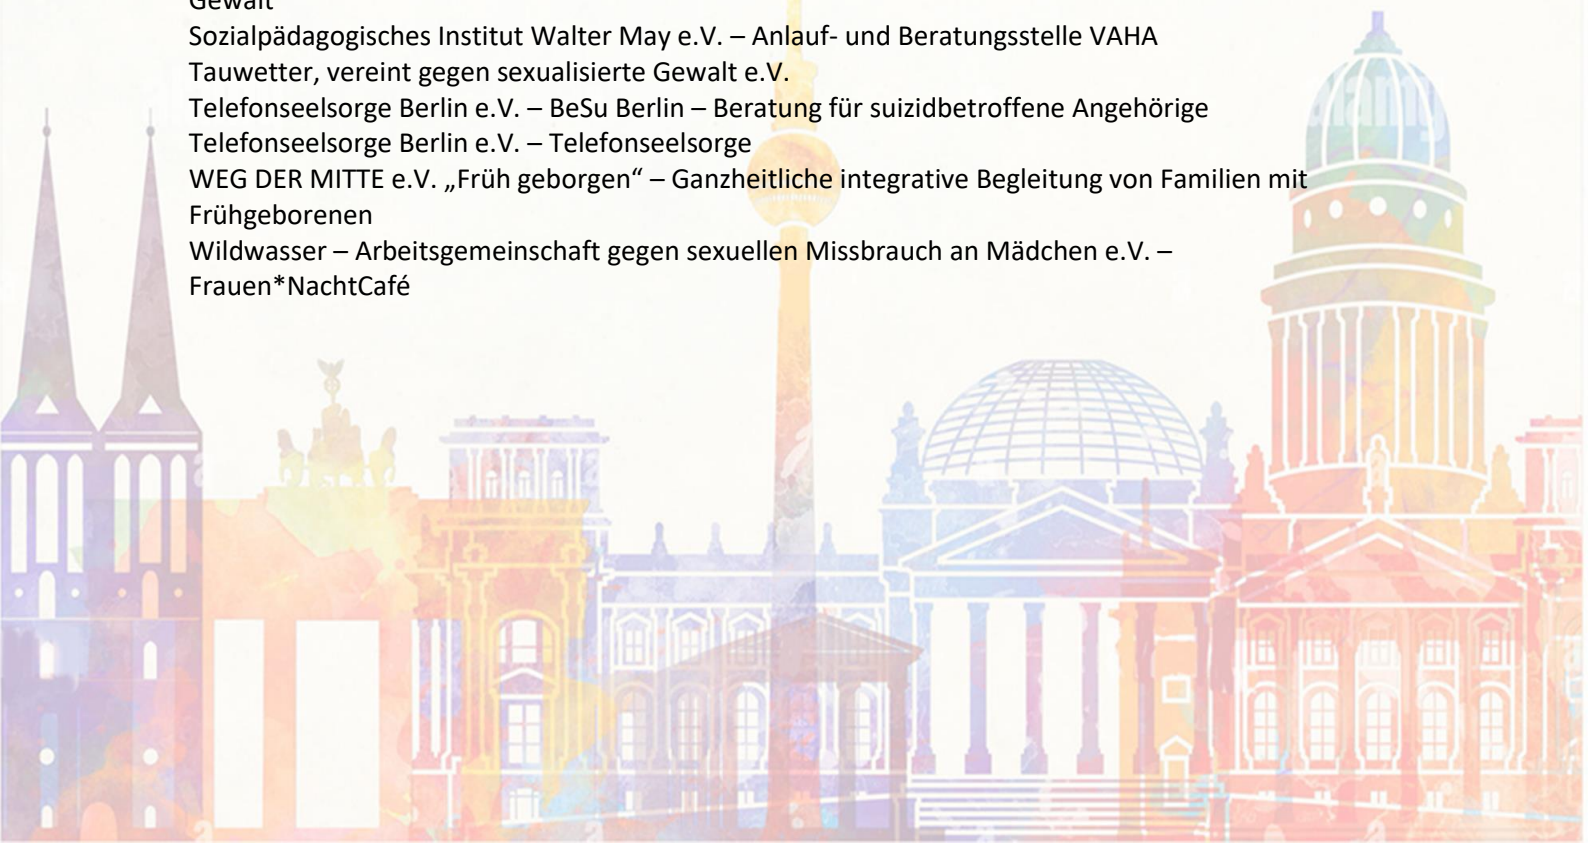 Gewalt
Sozialpädagogisches Institut Walter May e.V. – Anlauf- und Beratungsstelle VAHA
Tauwetter, vereint gegen sexualisierte Gewalt e.V.
Telefonseelsorge Berlin e.V. – BeSu Berlin – Beratung für suizidbetroffene Angehörige
Telefonseelsorge Berlin e.V. – Telefonseelsorge
WEG DER MITTE e.V. „Früh geborgen“ – Ganzheitliche integrative Begleitung von Familien mit
Frühgeborenen
Wildwasser – Arbeitsgemeinschaft gegen sexuellen Missbrauch an Mädchen e.V. –
Frauen*NachtCafé